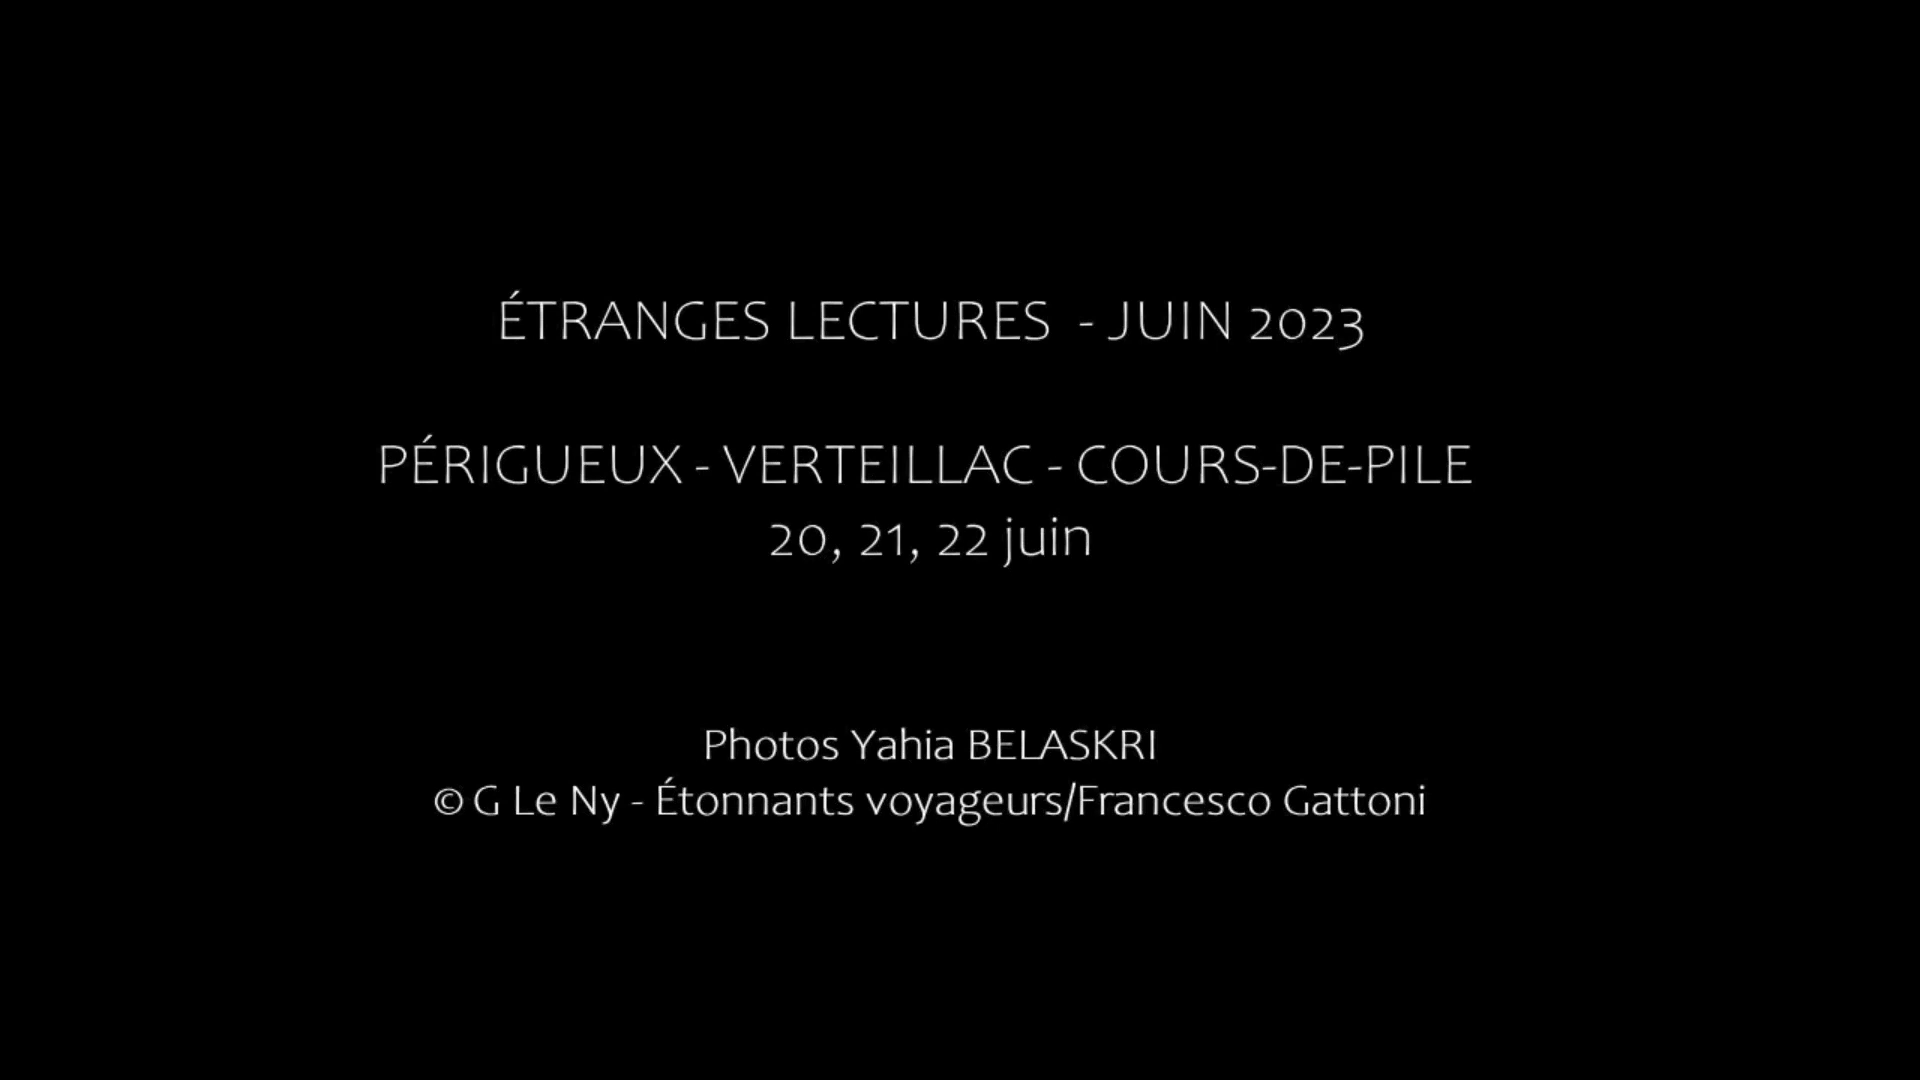 ÉTRANGES LECTURES - JUIN 2023
PÉRIGUEUX - VERTEILLAC - COURS-DE-PILE
20, 21, 22 juin
Photos Yahia BELASKRI
© G Le Ny - Étonnants voyageurs/Francesco Gattoni